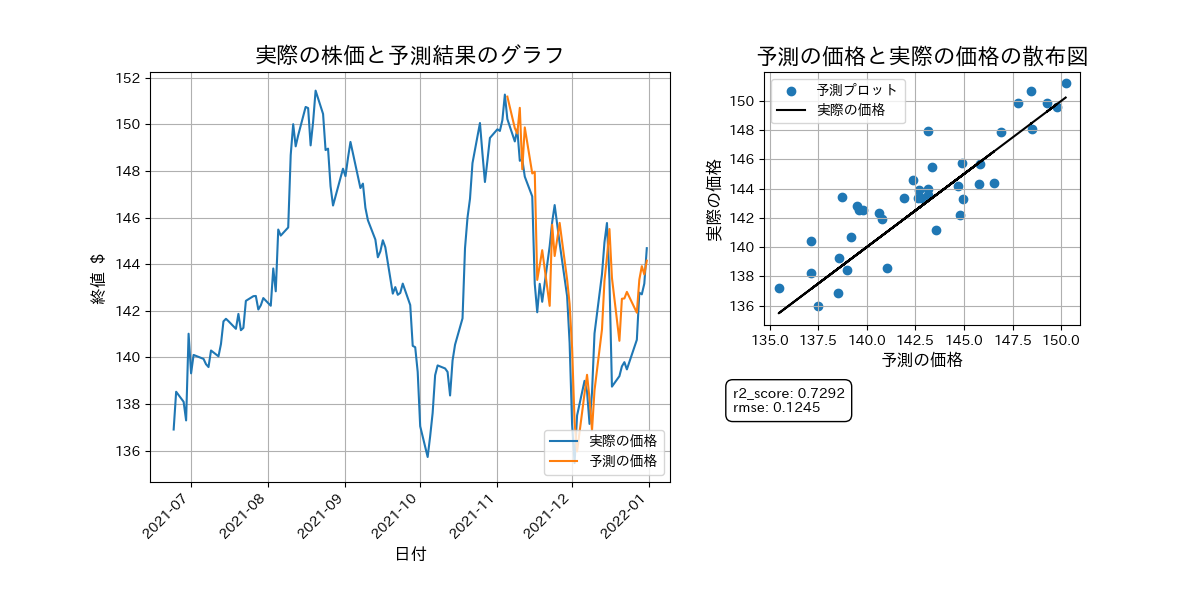 実際の株価と予測結果のグラフ
152
150
148
146
144
142
140
138
136
終値 $
2021-07
2021-08
2021-09
2021-10
2021-11
2021-12
2022-01
日付
実際の価格
予測の価格
予測の価格と実際の価格の散布図
予測プロット
実際の価格
150
148
146
144
142
140
138
136
実際の価格
135.0
137.5
140.0
142.5
145.0
147.5
150.0
予測の価格
r2_score: 0.7292
rmse: 0.1245